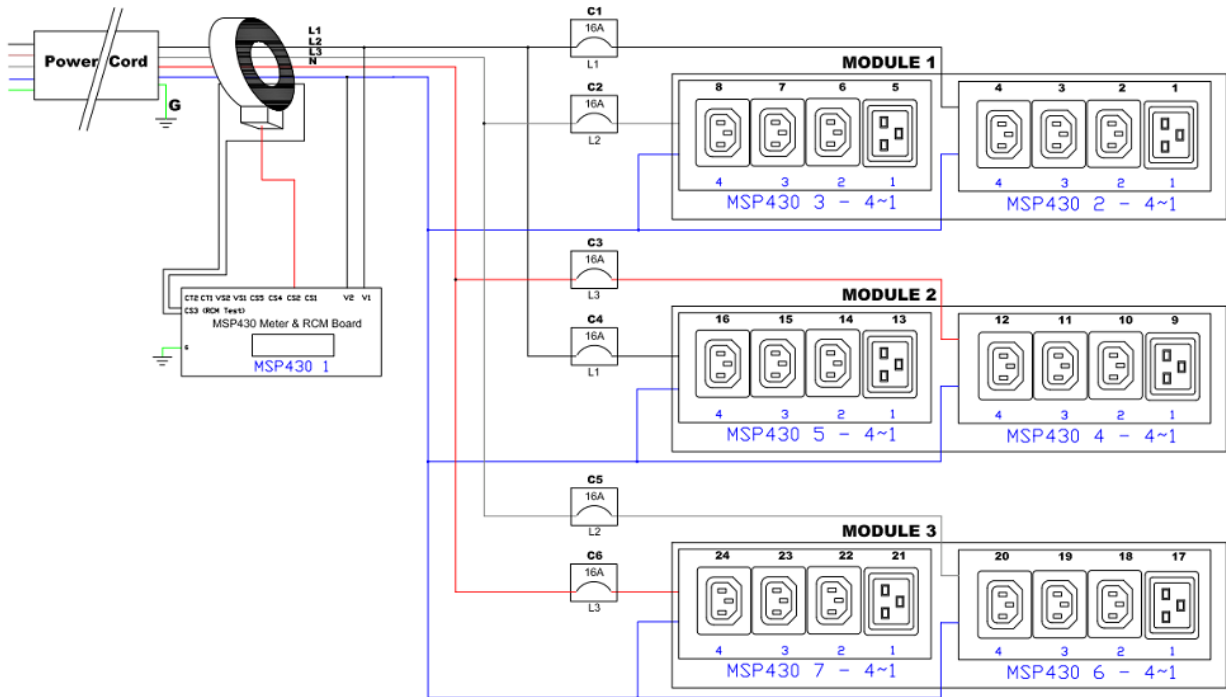 Power Cord
G
L1
L2
L3
N
CT2 CT1 VS2 VS1 CS5 CS4 CS2 CS1 V2 V1
CS3 (RCM Test)
MSP430 Meter & RCM Board
G
MSP430 1
C1
16A
L1
C2
16A
L2
MODULE 1
8 7 6 5
4 3 2 1
MSP430 3 - 4~1
4 3 2 1
4 3 2 1
MSP430 2 - 4~1
C3
16A
L3
C4
16A
L1
MODULE 2
16 15 14 13
4 3 2 1
MSP430 5 - 4~1
12 11 10 9
4 3 2 1
MSP430 4 - 4~1
C5
16A
L2
C6
16A
L3
MODULE 3
24 23 22 21
4 3 2 1
MSP430 7 - 4~1
20 19 18 17
4 3 2 1
MSP430 6 - 4~1